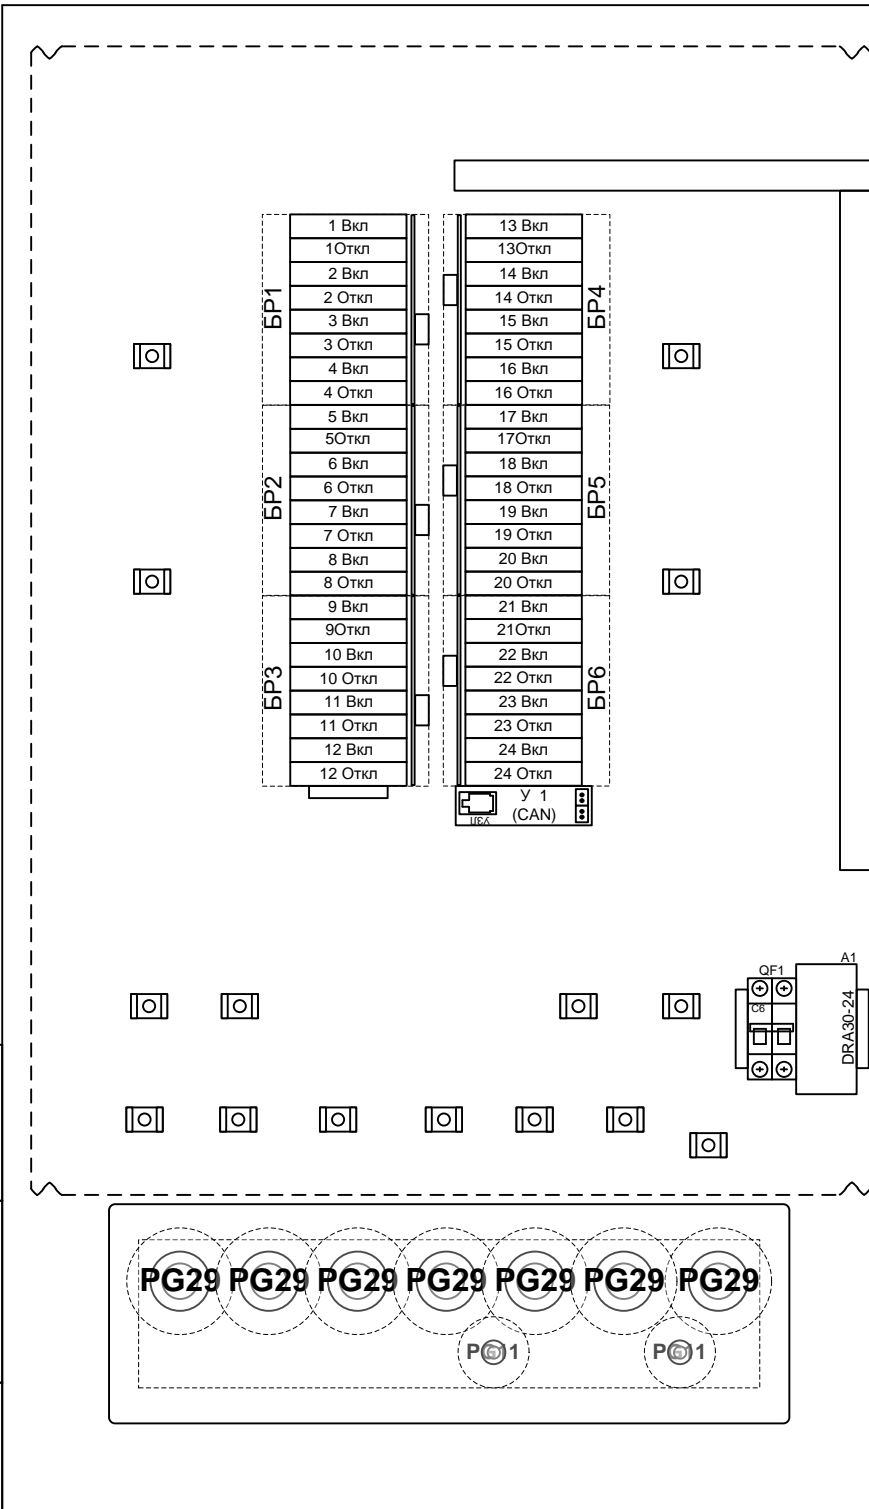 БР1
1 Вкл
1Откл
2 Вкл
2 Откл
3 Вкл
3 Откл
4 Вкл
4 Откл
БР2
5 Вкл
5Откл
6 Вкл
6 Откл
7 Вкл
7 Откл
8 Вкл
8 Откл
БР3
9 Вкл
9Откл
10 Вкл
10 Откл
11 Вкл
11 Откл
12 Вкл
12 Откл
БР4
13 Вкл
13Откл
14 Вкл
14 Откл
15 Вкл
15 Откл
16 Вкл
16 Откл
БР5
17 Вкл
17Откл
18 Вкл
18 Откл
19 Вкл
19 Откл
20 Вкл
20 Откл
БР6
21 Вкл
21Откл
22 Вкл
22 Откл
23 Вкл
23 Откл
24 Вкл
24 Откл
У 1
(CAN)
УЗЛ
A1
QF1
C6
DRA30-24
PG29 PG29 PG29 PG29 PG29 PG29 PG29
PG11 PG11